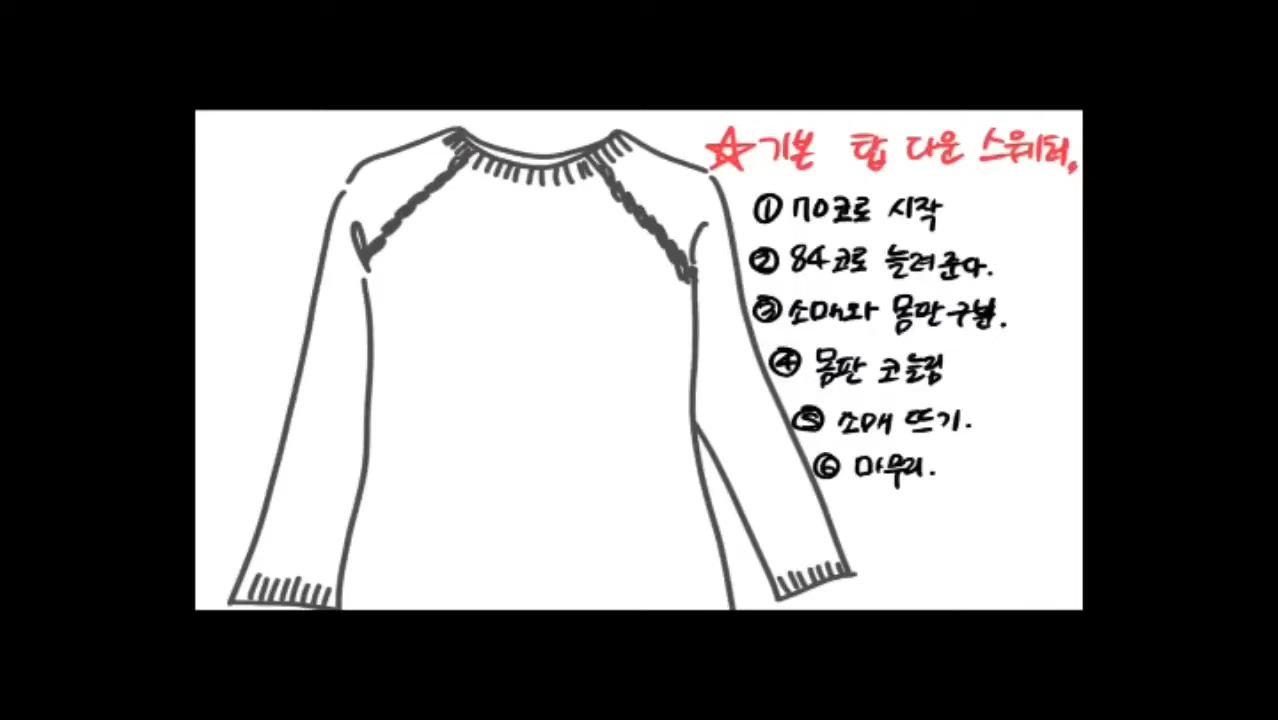 ☆기본 탑 다운 스웨터.
① 70코로 시작
② 84코로 늘려준다.
③ 소매와 몸판구분.
④ 몸판 코늘림
⑤ 소매 뜨기.
⑥ 마무리.